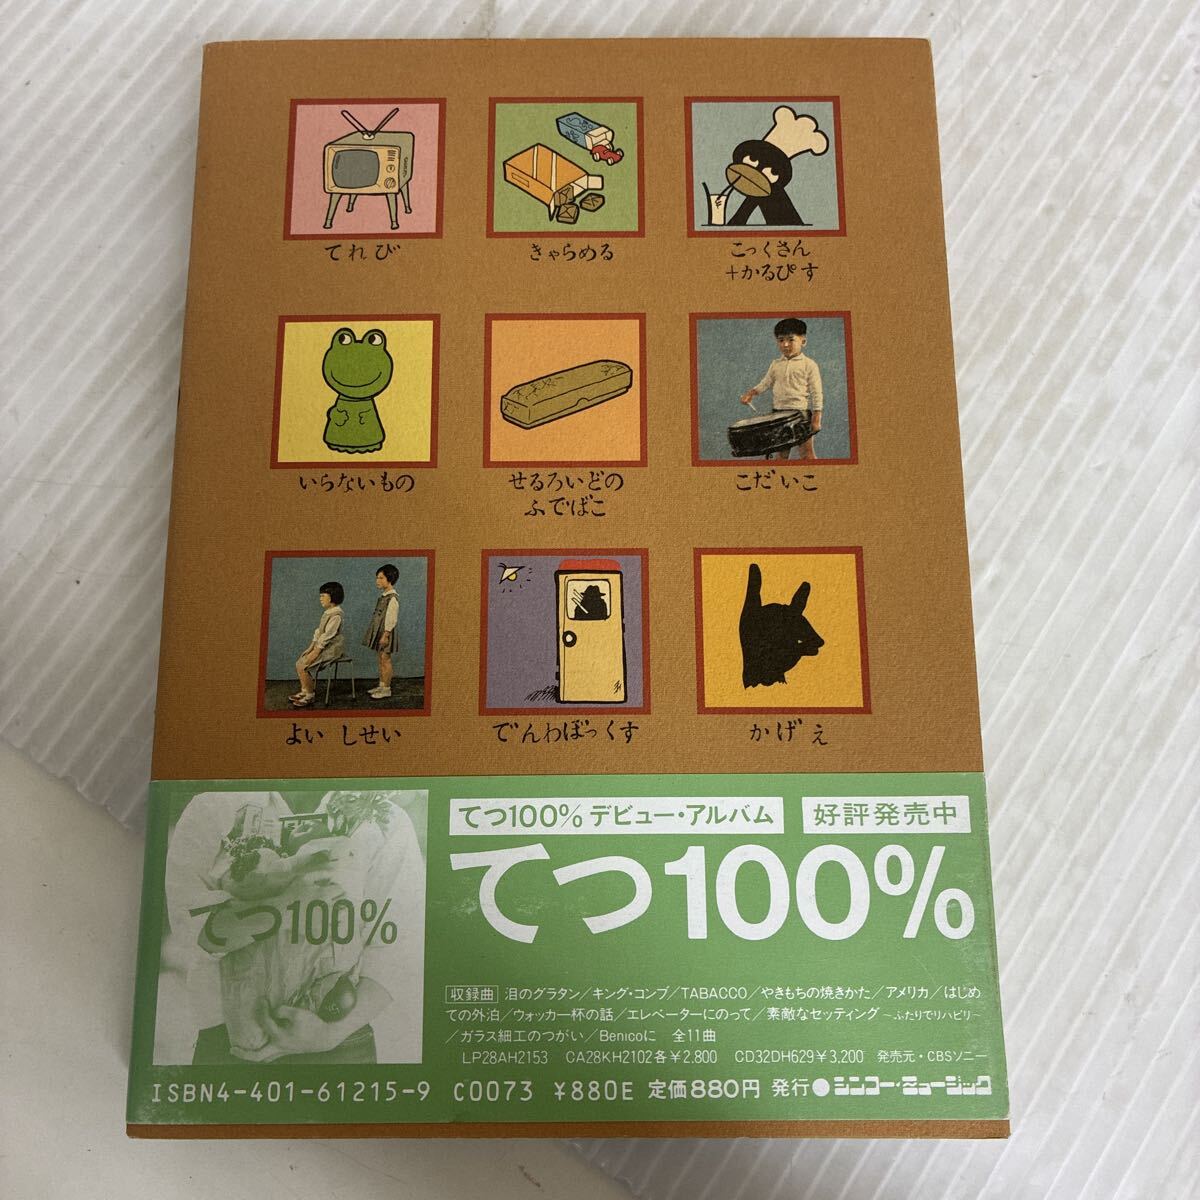 てれび
きゃらめる
こっくさん
+かるぴす
いらないもの
せるろいどの
ふでばこ
こだいこ
よい しせい
でんわぼっくす
かげえ
てつ100%
てつ100% デビュー・アルバム
好評発売中
てつ100%
収録曲 泪のグラタン/キング・コンブ/TABACCO/やきもちの焼きかた/アメリカ/はじめ
ての外泊/ウォッカ一杯の話/エレベーターにのって/素敵なセッティング〜ふたりでリハビリ〜
/ガラス細工のつがい/Benicoに 全11曲
LP28AH2153 CA28KH2102各¥2,800 CD32DH629¥3,200 発売元・CBSソニー
ISBN4-401-61215-9 C0073 ¥880E 定価880円 発行●シンコー・ミュージック